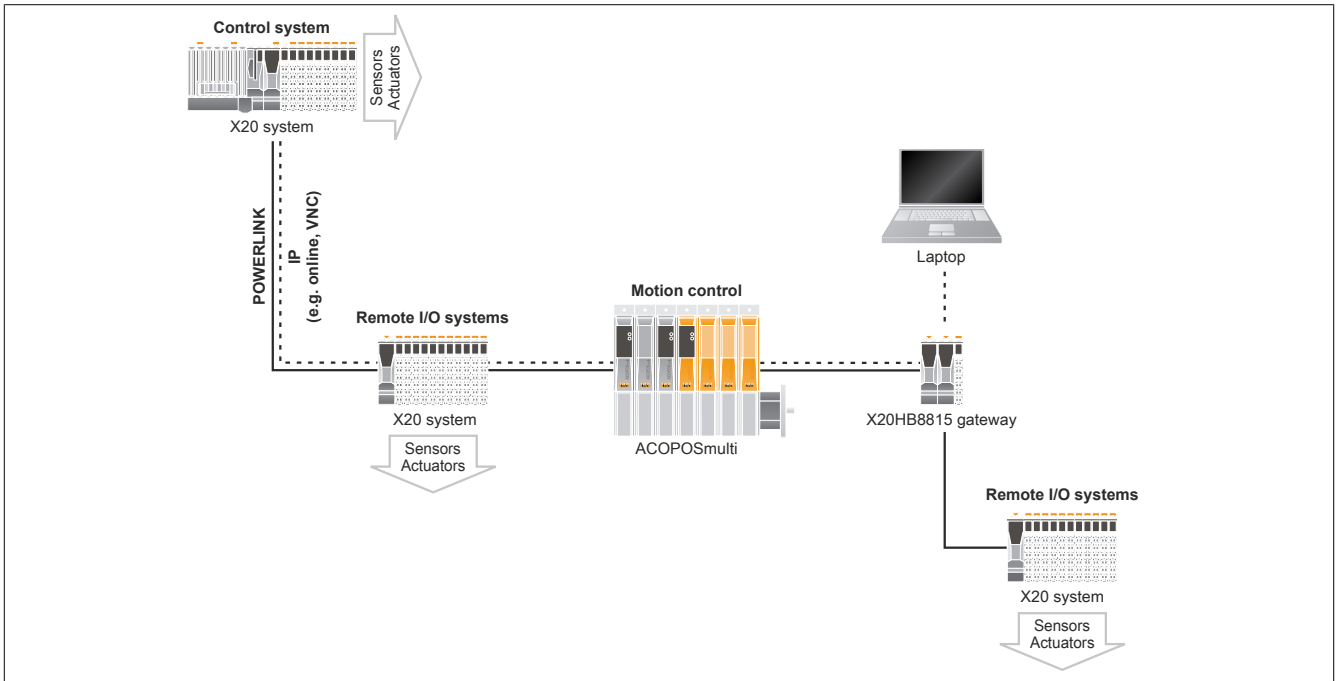 Control system
Sensors
Actuators
X20 system
POWERLINK
IP
(e.g. online, VNC)
Laptop
Motion control
Remote I/O systems
X20 system
X20HB8815 gateway
Sensors
Actuators
ACOPOSmulti
Remote I/O systems
X20 system
Sensors
Actuators